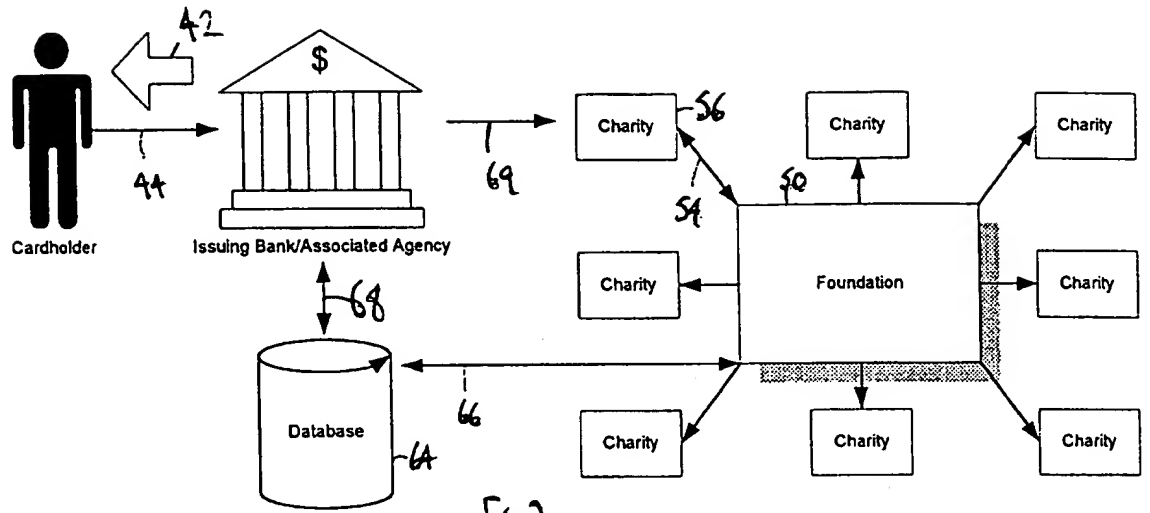 42
$
Charity
56
Charity
Charity
44
69
54
50
Cardholder
Issuing Bank/Associated Agency
68
Charity
Foundation
Charity
66
Database
64
Charity
Charity
Charity